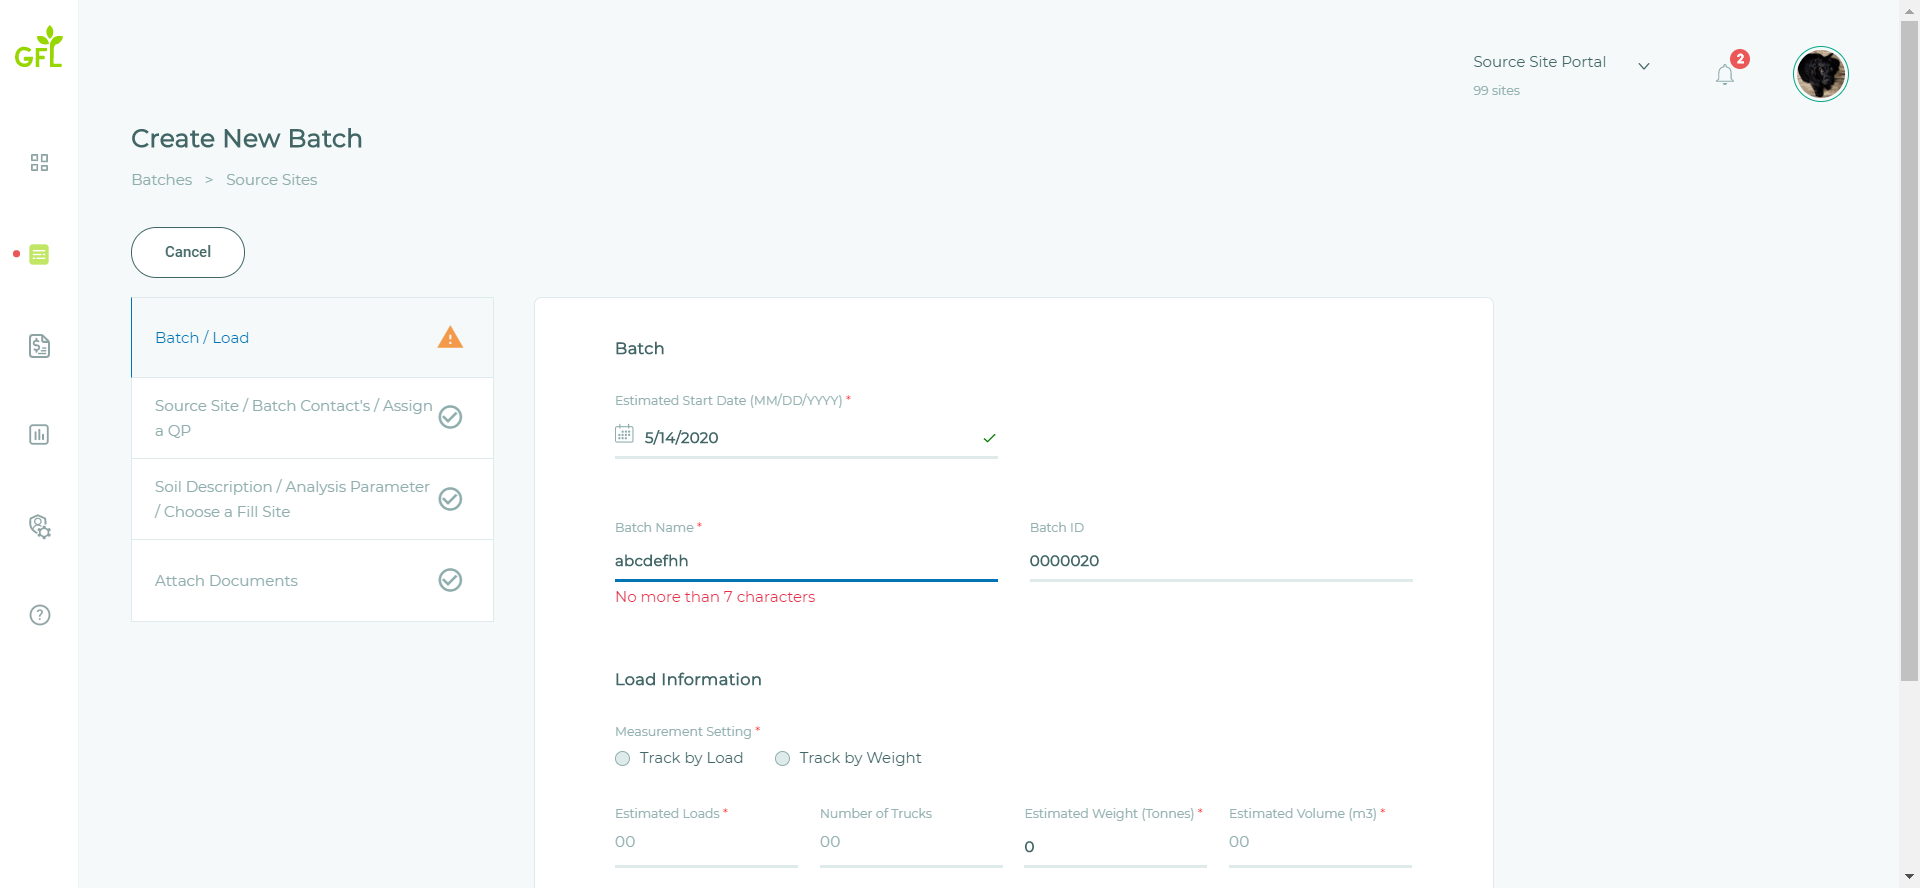 GFL
Source Site Portal
99 sites
2
Create New Batch
Batches > Source Sites
Cancel
Batch / Load
Source Site / Batch Contact's / Assign
a QP
Soil Description / Analysis Parameter
/ Choose a Fill Site
Attach Documents
Batch
Estimated Start Date (MM/DD/YYYY) *
5/14/2020
Batch Name *
Batch ID
abcdefhh
0000020
No more than 7 characters
Load Information
Measurement Setting *
Track by Load Track by Weight
Estimated Loads * Number of Trucks Estimated Weight (Tonnes) * Estimated Volume (m3) *
00 00 0 00